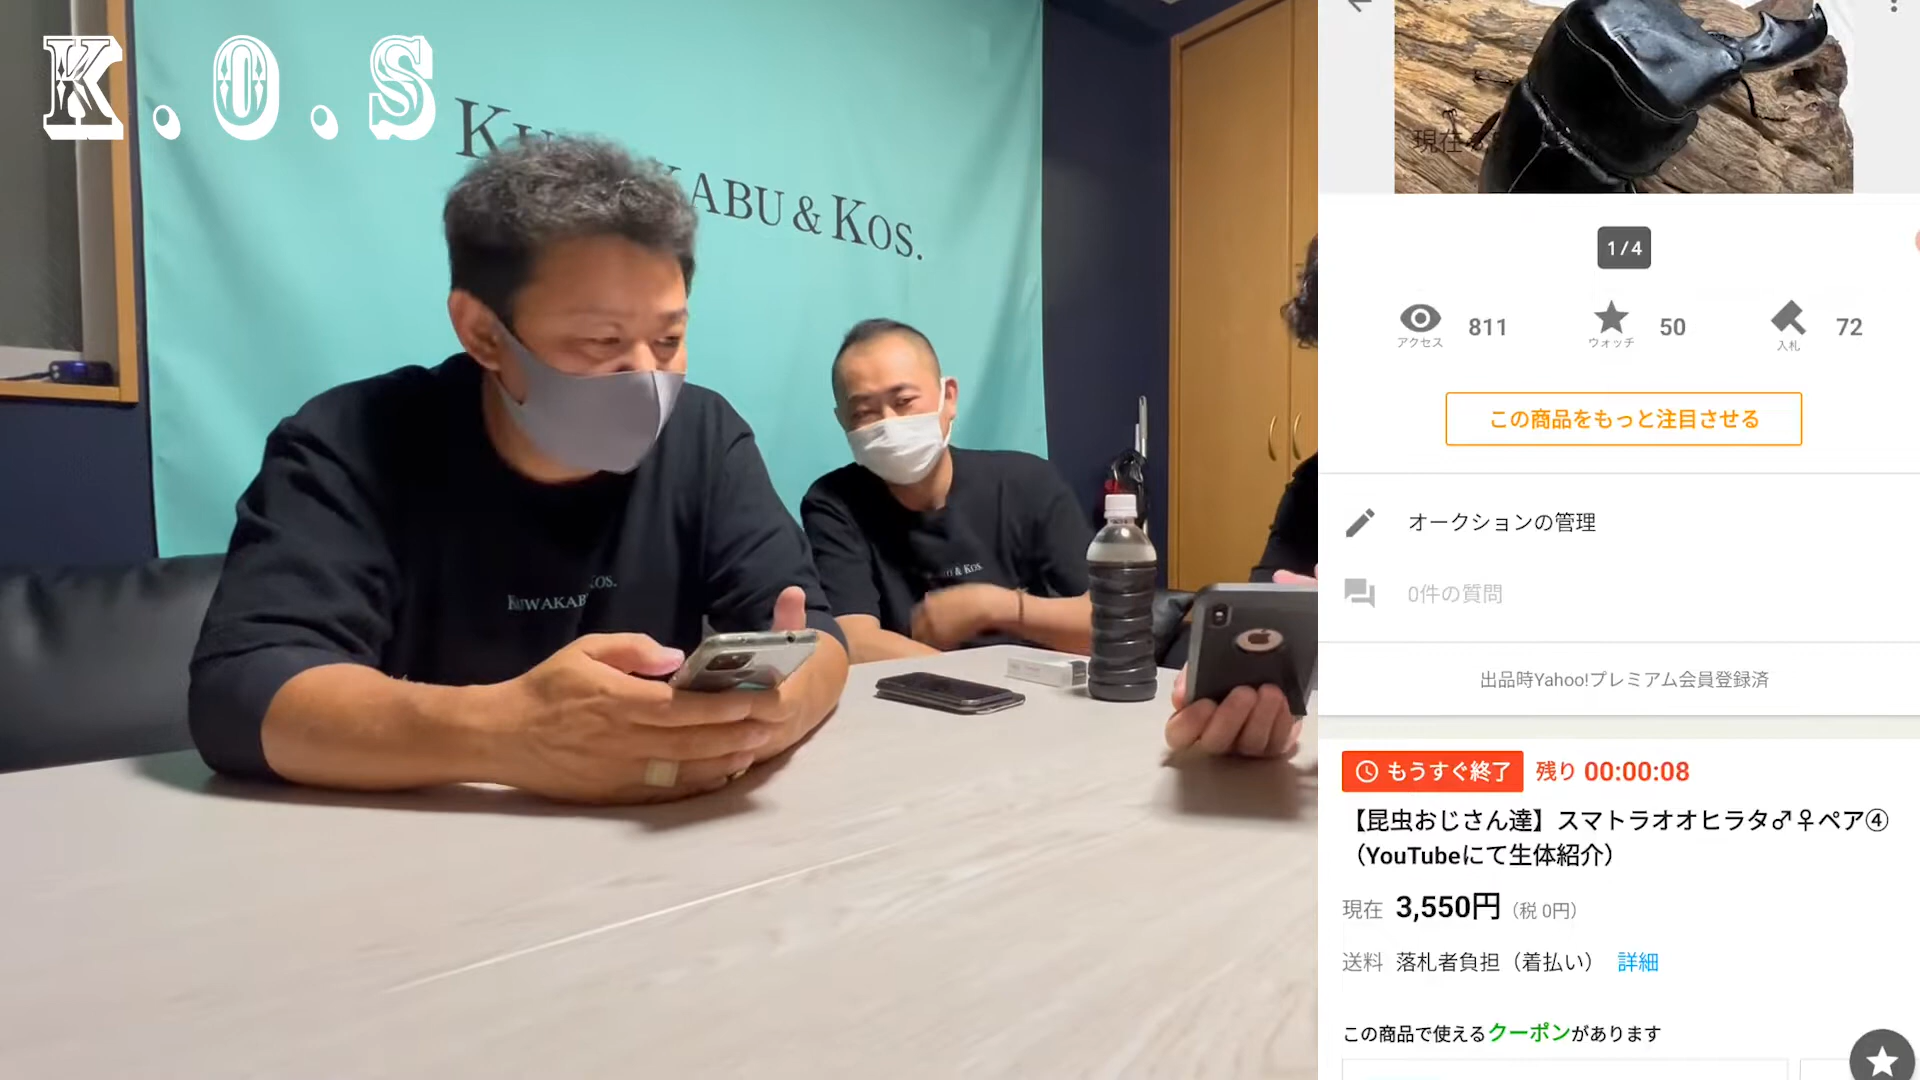 K.O.S
KABU & KOS.
KUWAKAB
KOS.
& KOS.
現在
1/4
811
50
72
アクセス
ウォッチ
入札
この商品をもっと注目させる
オークションの管理
0件の質問
出品時Yahoo!プレミアム会員登録済
もうすぐ終了 残り 00:00:08
【昆虫おじさん達】スマトラオオヒラタ♂♀ペア④
（YouTubeにて生体紹介）
現在 3,550円（税 0円）
送料 落札者負担（着払い） 詳細
この商品で使えるクーポンがあります